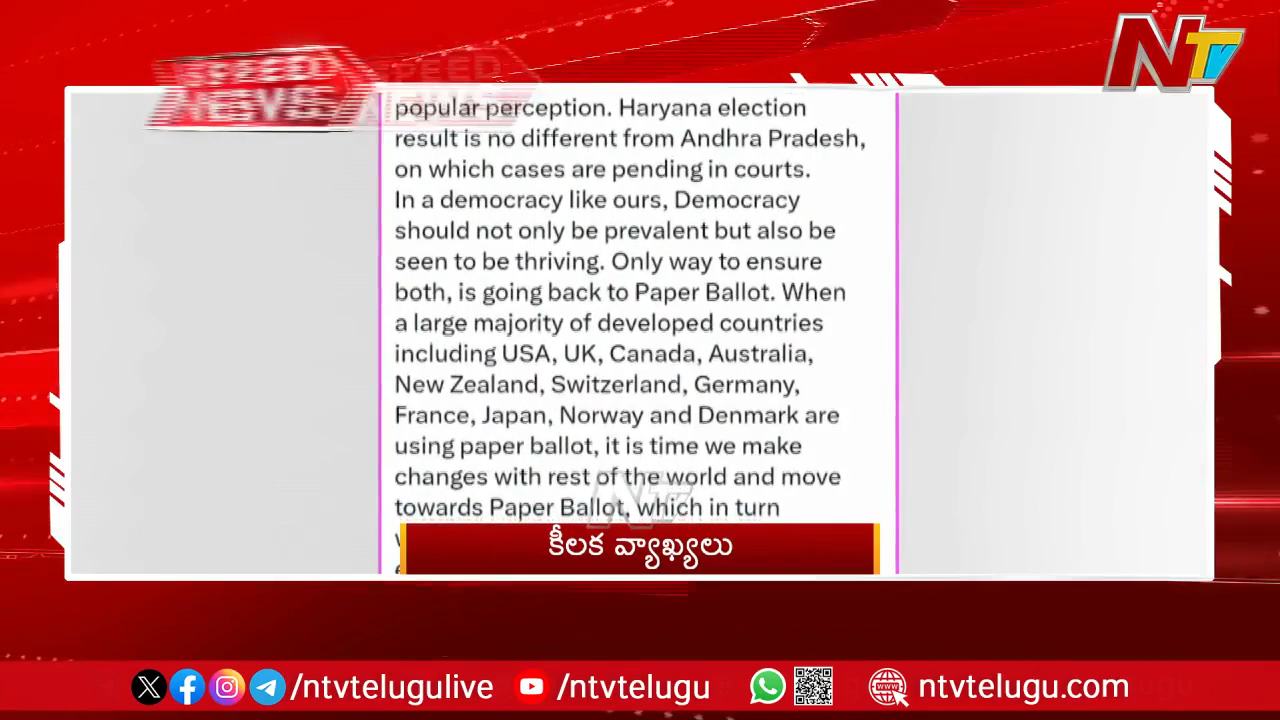 SPEED
NEWS
NTV
popular perception. Haryana election
result is no different from Andhra Pradesh,
on which cases are pending in courts.
In a democracy like ours, Democracy
should not only be prevalent but also be
seen to be thriving. Only way to ensure
both, is going back to Paper Ballot. When
a large majority of developed countries
including USA, UK, Canada, Australia,
New Zealand, Switzerland, Germany,
France, Japan, Norway and Denmark are
using paper ballot, it is time we make
changes with rest of the world and move
towards Paper Ballot, which in turn
NTV
కీలక వ్యాఖ్యలు
/ntvtelugulive
/ntvtelugu
www
ntvtelugu.com